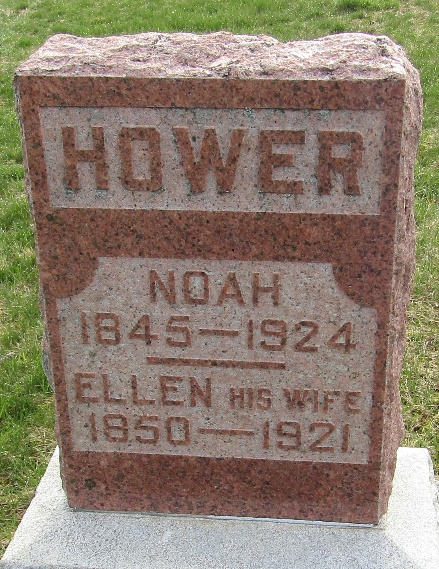 HOWER
NOAH
1845—1924
ELLEN HIS WIFE
1850—1921